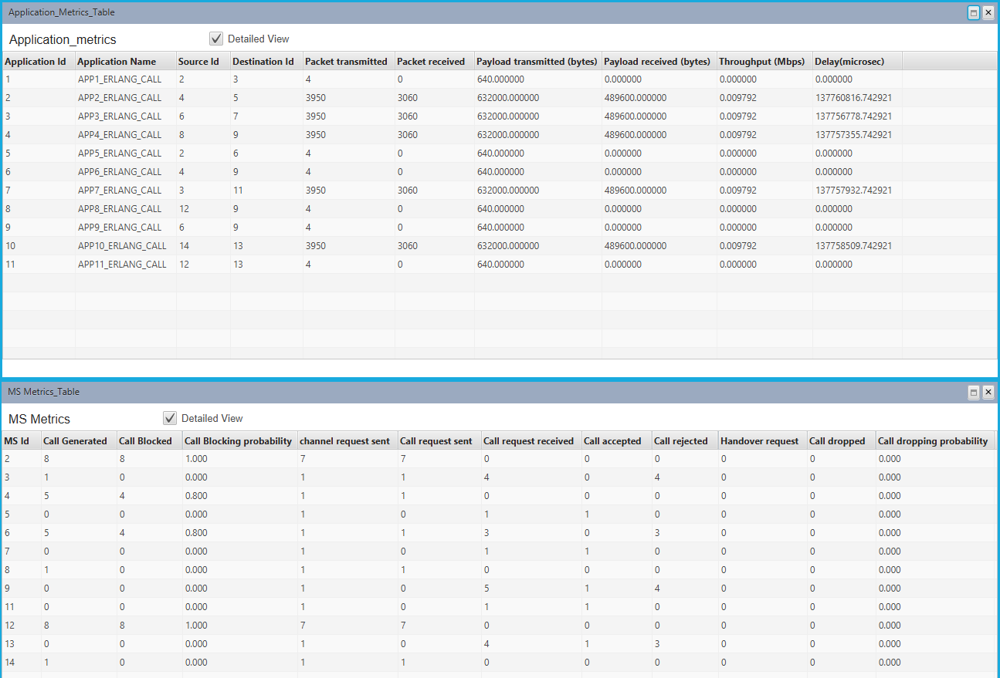 Application_Metrics_Table
Application_metrics Detailed View
Application Id Application Name Source Id Destination Id Packet transmitted Packet received Payload transmitted (bytes) Payload received (bytes) Throughput (Mbps) Delay(microsec)
1 APP1_ERLANG_CALL 2 3 4 0 640.000000 0.000000 0.000000 0.000000
2 APP2_ERLANG_CALL 4 5 3950 3060 632000.000000 489600.000000 0.009792 137760816.742921
3 APP3_ERLANG_CALL 6 7 3950 3060 632000.000000 489600.000000 0.009792 137756778.742921
4 APP4_ERLANG_CALL 8 9 3950 3060 632000.000000 489600.000000 0.009792 137757355.742921
5 APP5_ERLANG_CALL 2 6 4 0 640.000000 0.000000 0.000000 0.000000
6 APP6_ERLANG_CALL 4 9 4 0 640.000000 0.000000 0.000000 0.000000
7 APP7_ERLANG_CALL 3 11 3950 3060 632000.000000 489600.000000 0.009792 137757932.742921
8 APP8_ERLANG_CALL 12 9 4 0 640.000000 0.000000 0.000000 0.000000
9 APP9_ERLANG_CALL 6 9 4 0 640.000000 0.000000 0.000000 0.000000
10 APP10_ERLANG_CALL 14 13 3950 3060 632000.000000 489600.000000 0.009792 137758509.742921
11 APP11_ERLANG_CALL 12 13 4 0 640.000000 0.000000 0.000000 0.000000
MS Metrics_Table
MS Metrics Detailed View
MS Id Call Generated Call Blocked Call Blocking probability channel request sent Call request sent Call request received Call accepted Call rejected Handover request Call dropped Call dropping probability
2 8 8 1.000 7 7 0 0 0 0 0 0.000
3 1 0 0.000 1 1 4 0 4 0 0 0.000
4 5 4 0.800 1 1 0 0 0 0 0 0.000
5 0 0 0.000 1 0 1 1 0 0 0 0.000
6 5 4 0.800 1 1 3 0 3 0 0 0.000
7 0 0 0.000 1 0 1 1 0 0 0 0.000
8 1 0 0.000 1 1 0 0 0 0 0 0.000
9 0 0 0.000 1 0 5 1 4 0 0 0.000
11 0 0 0.000 1 0 1 1 0 0 0 0.000
12 8 8 1.000 7 7 0 0 0 0 0 0.000
13 0 0 0.000 1 0 4 1 3 0 0 0.000
14 1 0 0.000 1 1 0 0 0 0 0 0.000